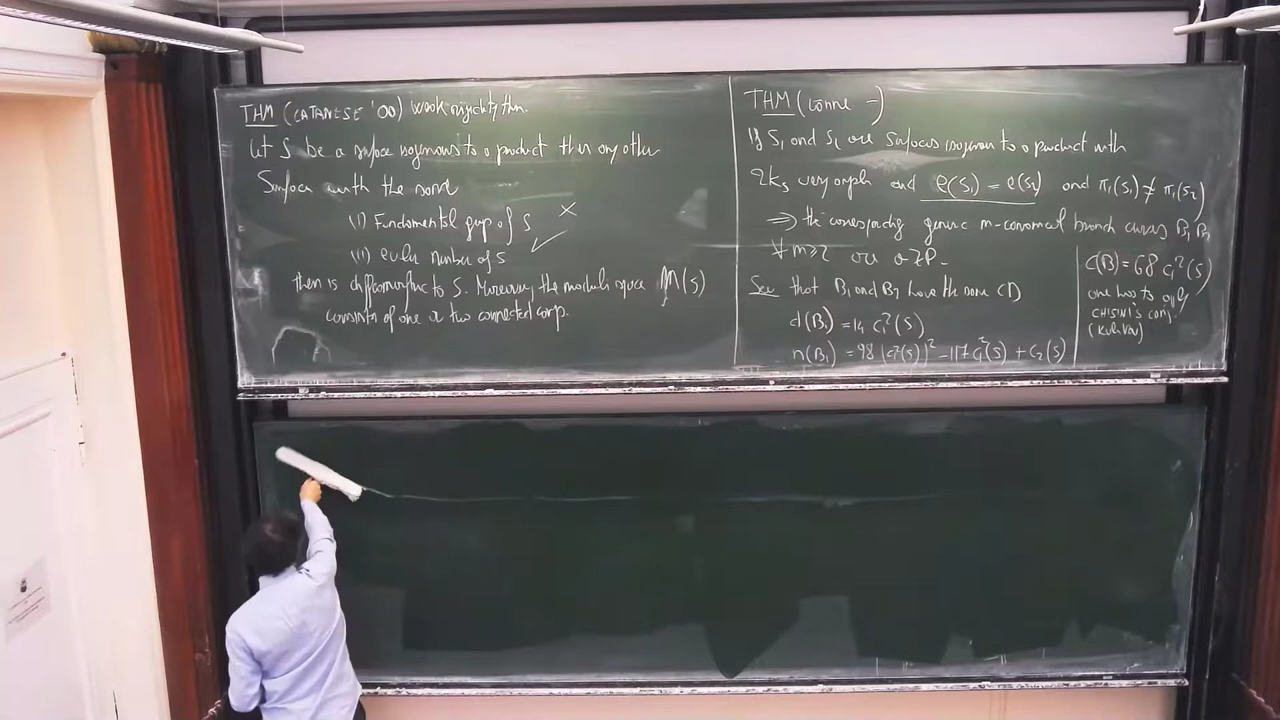 THM (CATANESE '00) weak rigidity thm.
Let S be a surface isogenous to a product then any other
Surface with the same
(i) Fundamental group of S ×
(ii) euler number of S ✓
then is diffeomorphic to S. Moreover, the moduli space M(S)
consists of one or two connected comp.
THM (Lönne –)
If S₁ and S₂ are surfaces isogenous to a product with
2Ks very ample and e(S₁) = e(S₂) and π₁(S₁) ≠ π₁(S₂)
⇒ the corresponding generic m-canonical branch curves B₁ B₂
∀ m≥2 are a ZP.
See that B₁ and B₂ have the same CD
d(B₁) = 14 c₁²(S)
n(B₁) = 98 (c₁²(S))² - 117 c₁²(S) + c₂(S)
c(B) = 68 c₁²(S)
one has to apply
CHISINI'S conj.
(Kulikov)